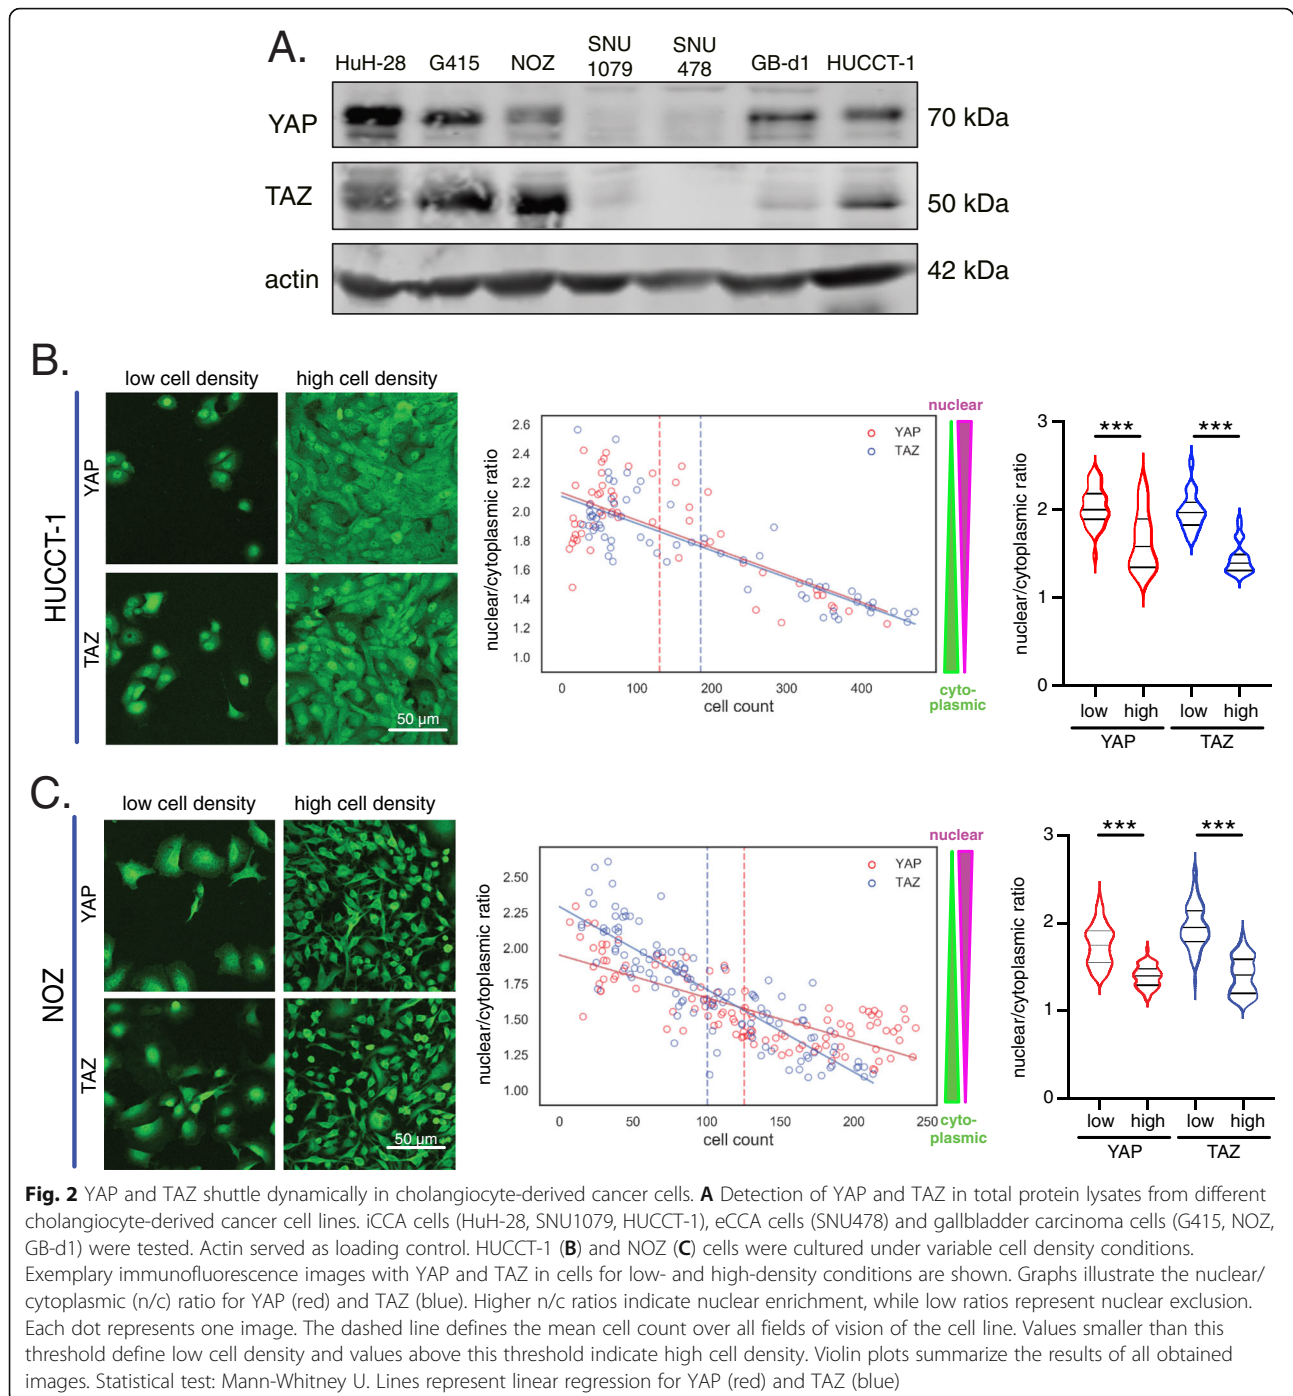 A.
HuH-28 G415 NOZ SNU 1079 SNU 478 GB-d1 HUCCT-1
YAP 70 kDa
TAZ 50 kDa
actin 42 kDa
B.
low cell density high cell density
HUCCT-1
YAP
TAZ
50 µm
nuclear/cytoplasmic ratio
2.6
2.4
2.2
2.0
1.8
1.6
1.4
1.2
1.0
0 100 200 300 400
cell count
YAP
TAZ
nuclear
cyto-
plasmic
nuclear/cytoplasmic ratio
3
2
1
0
*** ***
low high low high
YAP TAZ
C.
low cell density high cell density
NOZ
YAP
TAZ
50 µm
nuclear/cytoplasmic ratio
2.50
2.25
2.00
1.75
1.50
1.25
1.00
0 50 100 150 200 250
cell count
YAP
TAZ
nuclear
cyto-
plasmic
nuclear/cytoplasmic ratio
3
2
1
0
*** ***
low high low high
YAP TAZ
Fig. 2 YAP and TAZ shuttle dynamically in cholangiocyte-derived cancer cells. A Detection of YAP and TAZ in total protein lysates from different
cholangiocyte-derived cancer cell lines. iCCA cells (HuH-28, SNU1079, HUCCT-1), eCCA cells (SNU478) and gallbladder carcinoma cells (G415, NOZ,
GB-d1) were tested. Actin served as loading control. HUCCT-1 (B) and NOZ (C) cells were cultured under variable cell density conditions.
Exemplary immunofluorescence images with YAP and TAZ in cells for low- and high-density conditions are shown. Graphs illustrate the nuclear/
cytoplasmic (n/c) ratio for YAP (red) and TAZ (blue). Higher n/c ratios indicate nuclear enrichment, while low ratios represent nuclear exclusion.
Each dot represents one image. The dashed line defines the mean cell count over all fields of vision of the cell line. Values smaller than this
threshold define low cell density and values above this threshold indicate high cell density. Violin plots summarize the results of all obtained
images. Statistical test: Mann-Whitney U. Lines represent linear regression for YAP (red) and TAZ (blue)